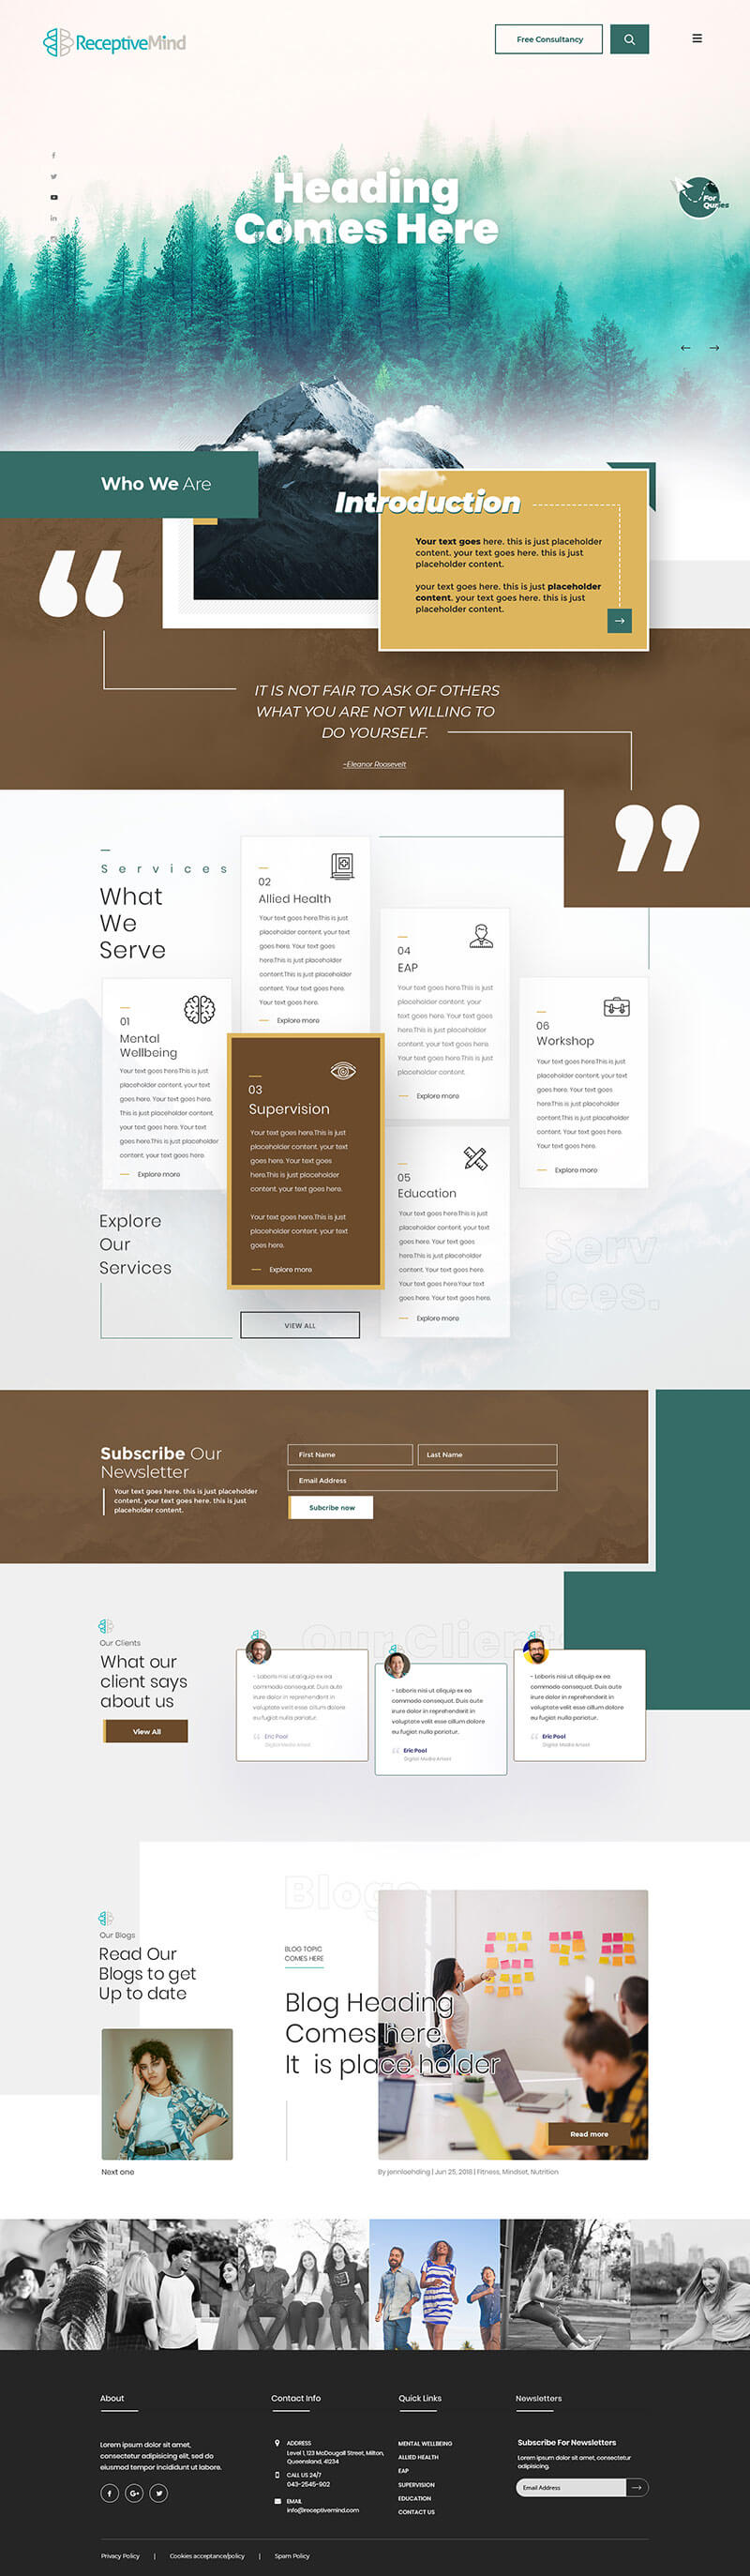 ReceptiveMind
Free Consultancy
Heading
Comes Here
For
Who We Are
Introduction
Your text goes here. this is just placeholder
content. your text goes here. this is just
placeholder content.
your text goes here. this is just placeholder
content. your text goes here. this is just
placeholder content.
IT IS NOT FAIR TO ASK OF OTHERS
WHAT YOU ARE NOT WILLING TO
DO YOURSELF.
~Eleanor Roosevelt
Services
What
We
Serve
01
Mental
Wellbeing
Your text goes here.This is just
placeholder content. your text
goes here. Your text goes here.
This is just placeholder content.
your text goes here. Your text
goes here.This is just placeholder
content. your text goes here.
Explore more
02
Allied Health
Your text goes here.This is just
placeholder content. your text
goes here. Your text goes
here.This is just placeholder
content.This is just placeholder
content. Your text goes here.
Your text goes here.
Explore more
03
Supervision
Your text goes here.This is just
placeholder content. your text
goes here. Your text goes
here.This is just placeholder
content. your text goes here.
Your text goes here.This is just
placeholder content. your text
goes here.
Explore more
04
EAP
Your text goes here.This is just
placeholder content. your
text goes here. Your text goes
here.This is just placeholder
content. your text goes here.
Your text goes here.This is just
placeholder content.
Explore more
05
Education
Your text goes here.This is just
placeholder content. your text
goes here. Your text goes
here.This is just placeholder
content. Your text goes here.
Your text goes here.Your text
goes here. Your text goes here.
Explore more
06
Workshop
Your text goes here.This is just
placeholder content. your text
goes here. Your text goes
here.This is just placeholder
content.This is just placeholder
content. Your text goes here.
Your text goes here.
Explore more
Explore
Our
Services
VIEW ALL
Serv
ices.
Subscribe Our
Newsletter
Your text goes here. this is just placeholder
content. your text goes here. this is just
placeholder content.
First Name
Last Name
Email Address
Subcribe now
Our Clients
What our
client says
about us
View All
Our Client
- Laboris nisi ut aliquip ex ea
commodo consequat. Duis aute
irure dolor in reprehenderit in
voluptate velit esse cillum dolore
eu fugiat nulla pariatur.
Eric Pool
Digital Media Artist
- Laboris nisi ut aliquip ex ea
commodo consequat. Duis aute
irure dolor in reprehenderit in
voluptate velit esse cillum dolore
eu fugiat nulla pariatur.
Eric Pool
Digital Media Artist
- Laboris nisi ut aliquip ex ea
commodo consequat. Duis aute
irure dolor in reprehenderit in
voluptate velit esse cillum dolore
eu fugiat nulla pariatur.
Eric Pool
Digital Media Artist
Blogs
Our Blogs
Read Our
Blogs to get
Up to date
Next one
BLOG TOPIC
COMES HERE
Blog Heading
Comes here.
It is place holder
Read more
By jennloehding | Jun 25, 2018 | Fitness, Mindset, Nutrition
About
Lorem ipsum dolor sit amet,
consectetur adipisicing elit, sed do
eiusmod tempor incididunt ut labore.
Contact Info
ADDRESS
Level 1, 123 McDougall Street, Milton,
Queensland, 41234
CALL US 24/7
043-2545-902
EMAIL
info@receptivemind.com
Quick Links
MENTAL WELLBEING
ALLIED HEALTH
EAP
SUPERVISION
EDUCATION
CONTACT US
Newsletters
Subscribe For Newsletters
Lorem ipsum dolor sit amet, consectetur
adipisicing.
Email Address
Privacy Policy | Cookies acceptance/policy | Spam Policy